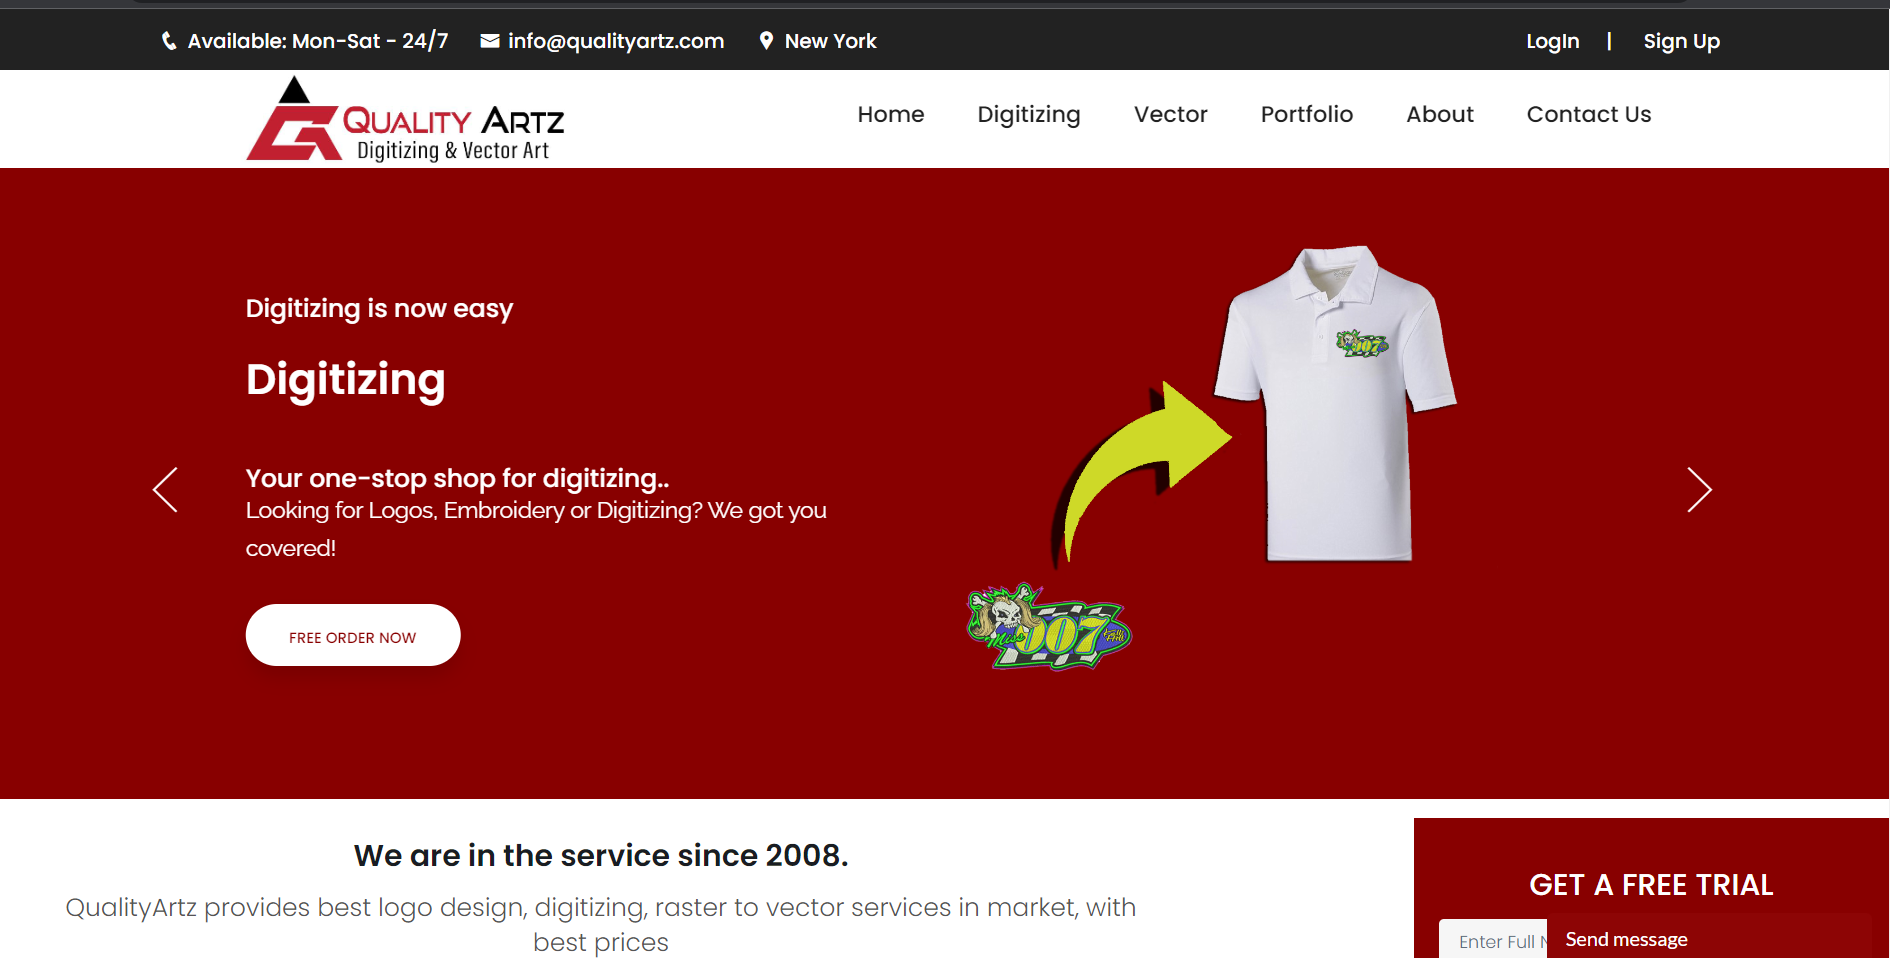 Available: Mon-Sat - 24/7 info@qualityartz.com New York LogIn | Sign Up
QUALITY ARTZ
Digitizing & Vector Art
Home Digitizing Vector Portfolio About Contact Us
Digitizing is now easy
Digitizing
Your one-stop shop for digitizing..
Looking for Logos, Embroidery or Digitizing? We got you
covered!
FREE ORDER NOW
007
Miss
007
We are in the service since 2008.
QualityArtz provides best logo design, digitizing, raster to vector services in market, with
best prices
GET A FREE TRIAL
Enter Full
Send message